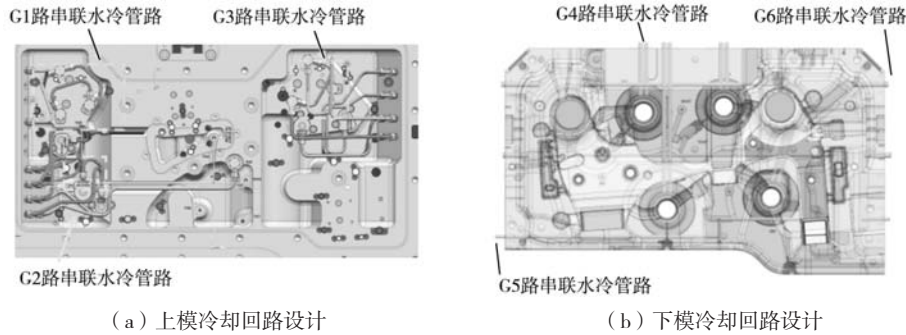 G1路串联水冷管路
G3路串联水冷管路
G4路串联水冷管路
G6路串联水冷管路
G2路串联水冷管路
G5路串联水冷管路
（a）上模冷却回路设计
（b）下模冷却回路设计